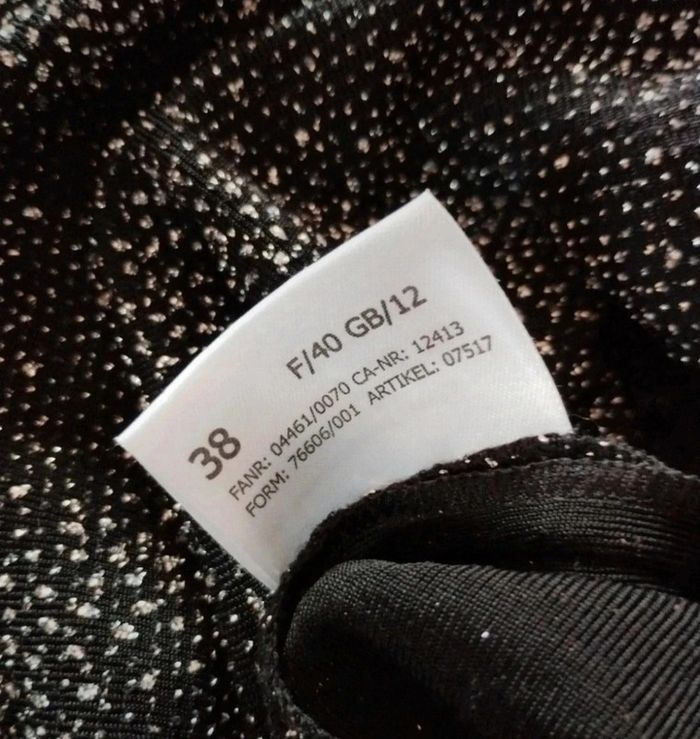 38 F/40 GB/12
FANR: 04461/0070 CA-NR: 12413
FORM: 76606/001 ARTIKEL: 07517